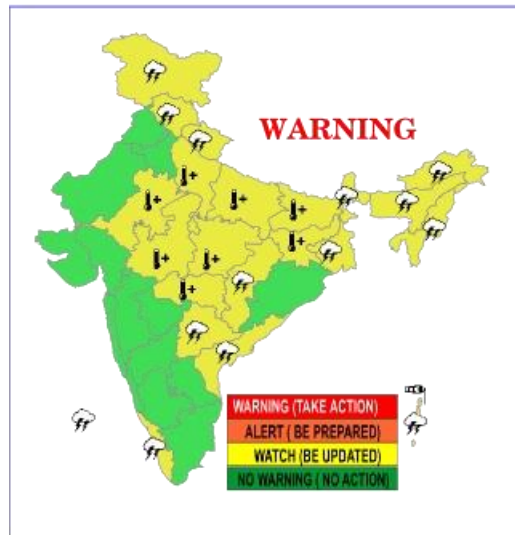 WARNING
WARNING (TAKE ACTION)
ALERT ( BE PREPARED)
WATCH (BE UPDATED)
NO WARNING ( NO ACTION)